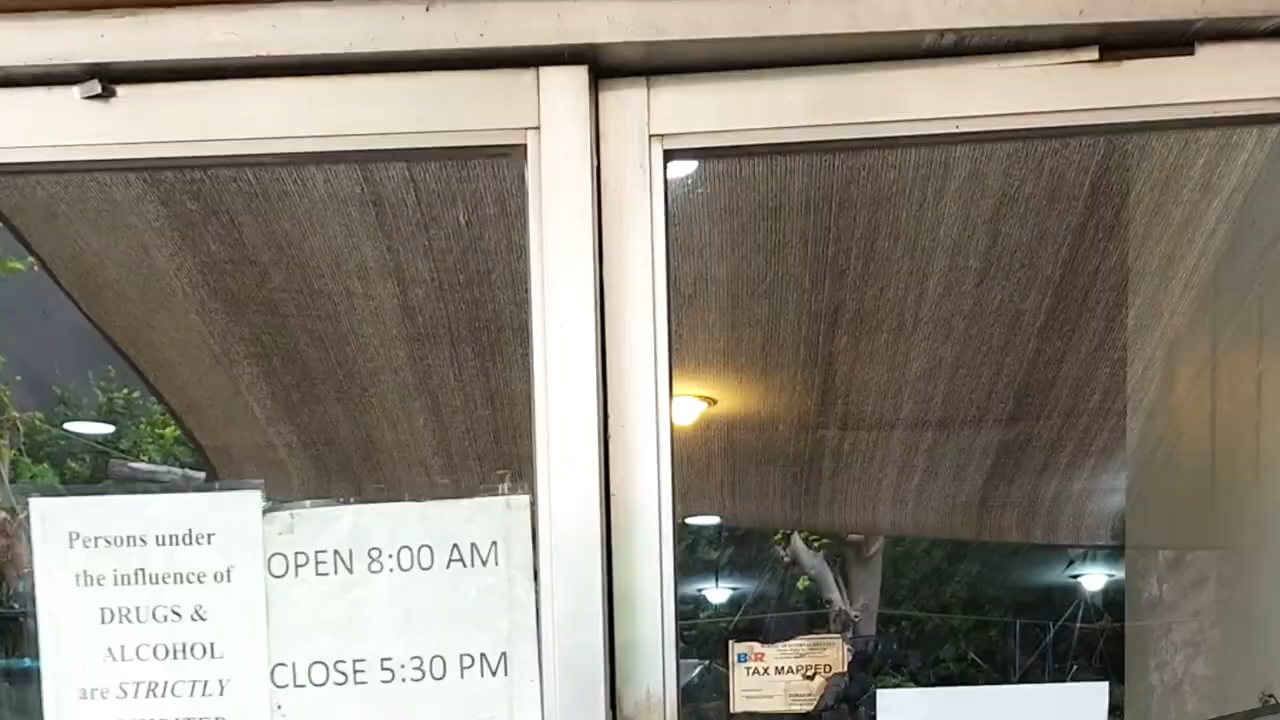 Persons under
the influence of
DRUGS &
ALCOHOL
are STRICTLY
OPEN 8:00 AM
CLOSE 5:30 PM
BIR
TAX MAPPED